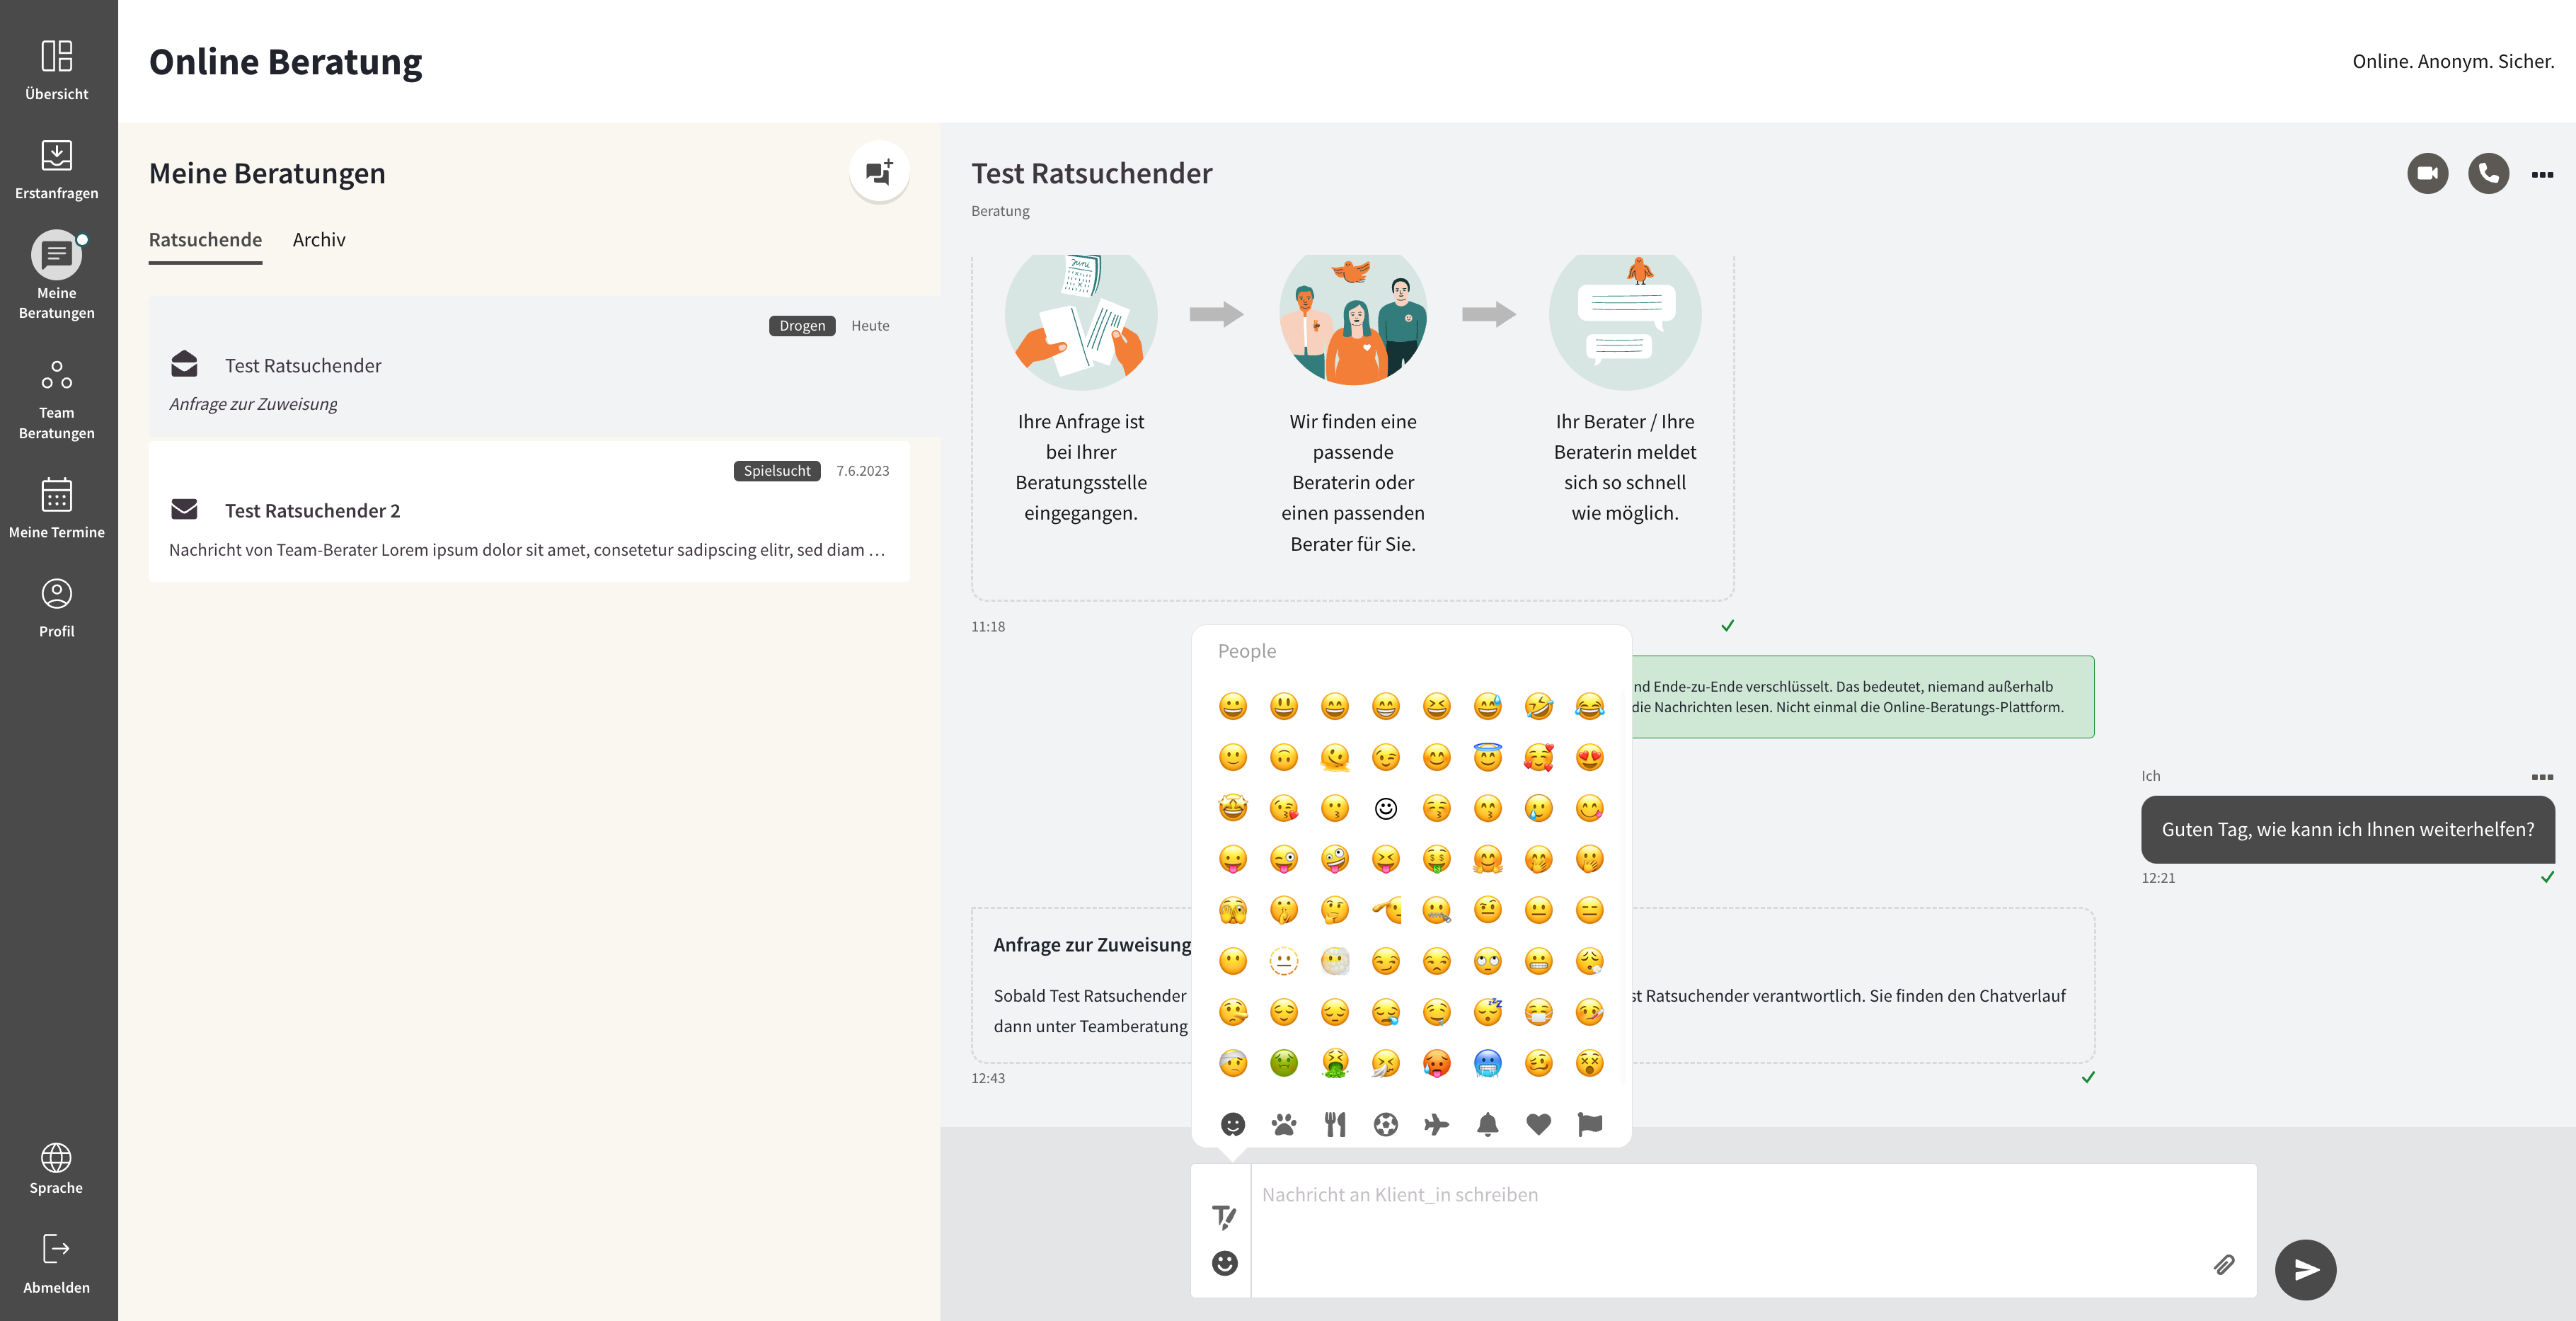 Übersicht
Erstanfragen
Meine
Beratungen
Team
Beratungen
Meine Termine
Profil
Sprache
Abmelden
Online Beratung
Online. Anonym. Sicher.
Meine Beratungen
Ratsuchende
Archiv
Drogen
Heute
Test Ratsuchender
Anfrage zur Zuweisung
Spielsucht
7.6.2023
Test Ratsuchender 2
Nachricht von Team-Berater Lorem ipsum dolor sit amet, consetetur sadipscing elitr, sed diam ...
Test Ratsuchender
Beratung
Juni
Ihre Anfrage ist
bei Ihrer
Beratungsstelle
eingegangen.
Wir finden eine
passende
Beraterin oder
einen passenden
Berater für Sie.
Ihr Berater / Ihre
Beraterin meldet
sich so schnell
wie möglich.
11:18
People
nd Ende-zu-Ende verschlüsselt. Das bedeutet, niemand außerhalb
die Nachrichten lesen. Nicht einmal die Online-Beratungs-Plattform.
Ich
Guten Tag, wie kann ich Ihnen weiterhelfen?
12:21
Anfrage zur Zuweisung
Sobald Test Ratsuchender
st Ratsuchender verantwortlich. Sie finden den Chatverlauf
dann unter Teamberatung
12:43
Nachricht an Klient_in schreiben